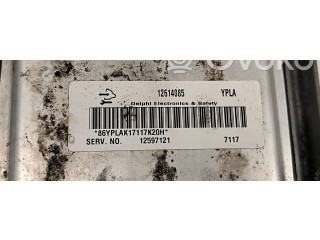 12614085 YPLA
Delphi Electronics & Safety
*86YPLAK17117K20H*
SERV. NO. 12597121 7117